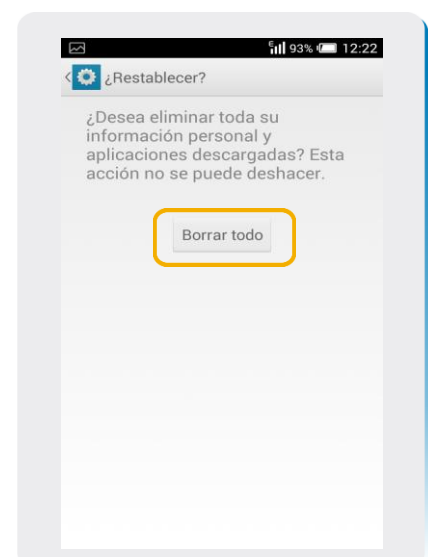 E 93% 12:22
¿Restablecer?
¿Desea eliminar toda su
información personal y
aplicaciones descargadas? Esta
acción no se puede deshacer.
Borrar todo